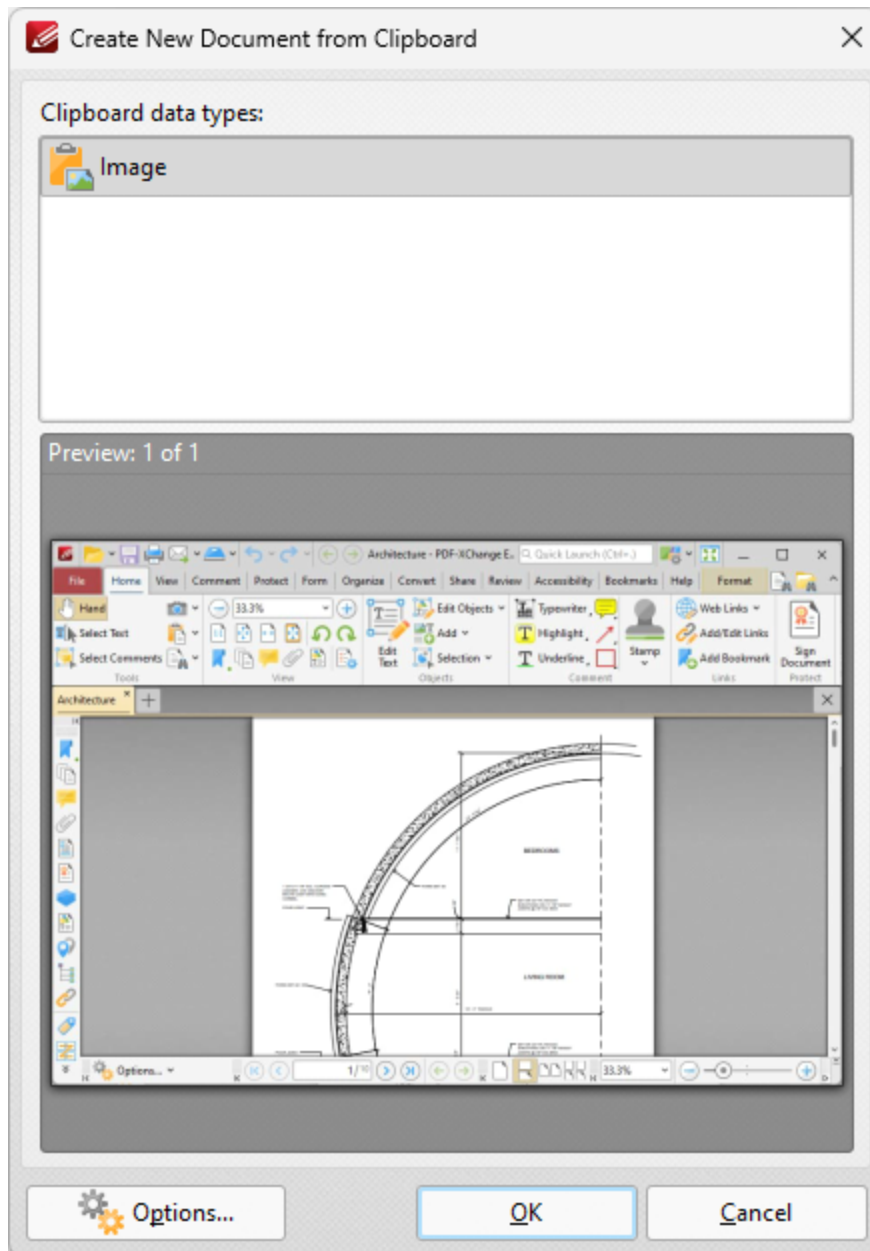 Create New Document from Clipboard
Clipboard data types:
Image
Preview: 1 of 1
Architecture - PDF-XChange E.. Quick Launch (Ctrl+.)
File Home View Comment Protect Form Organize Convert Share Review Accessibility Bookmarks Help Format
Hand 33.3% Edit Objects Typewriter Web Links
Select Text Add Highlight Add/Edit Links
Select Comments Edit Text Selection Underline Stamp Add Bookmark Sign Document
Tools View Objects Comment Links Protect
Architecture
BEDROOMS
LIVING ROOM
Options... 1/10 33.3%
Options... OK Cancel